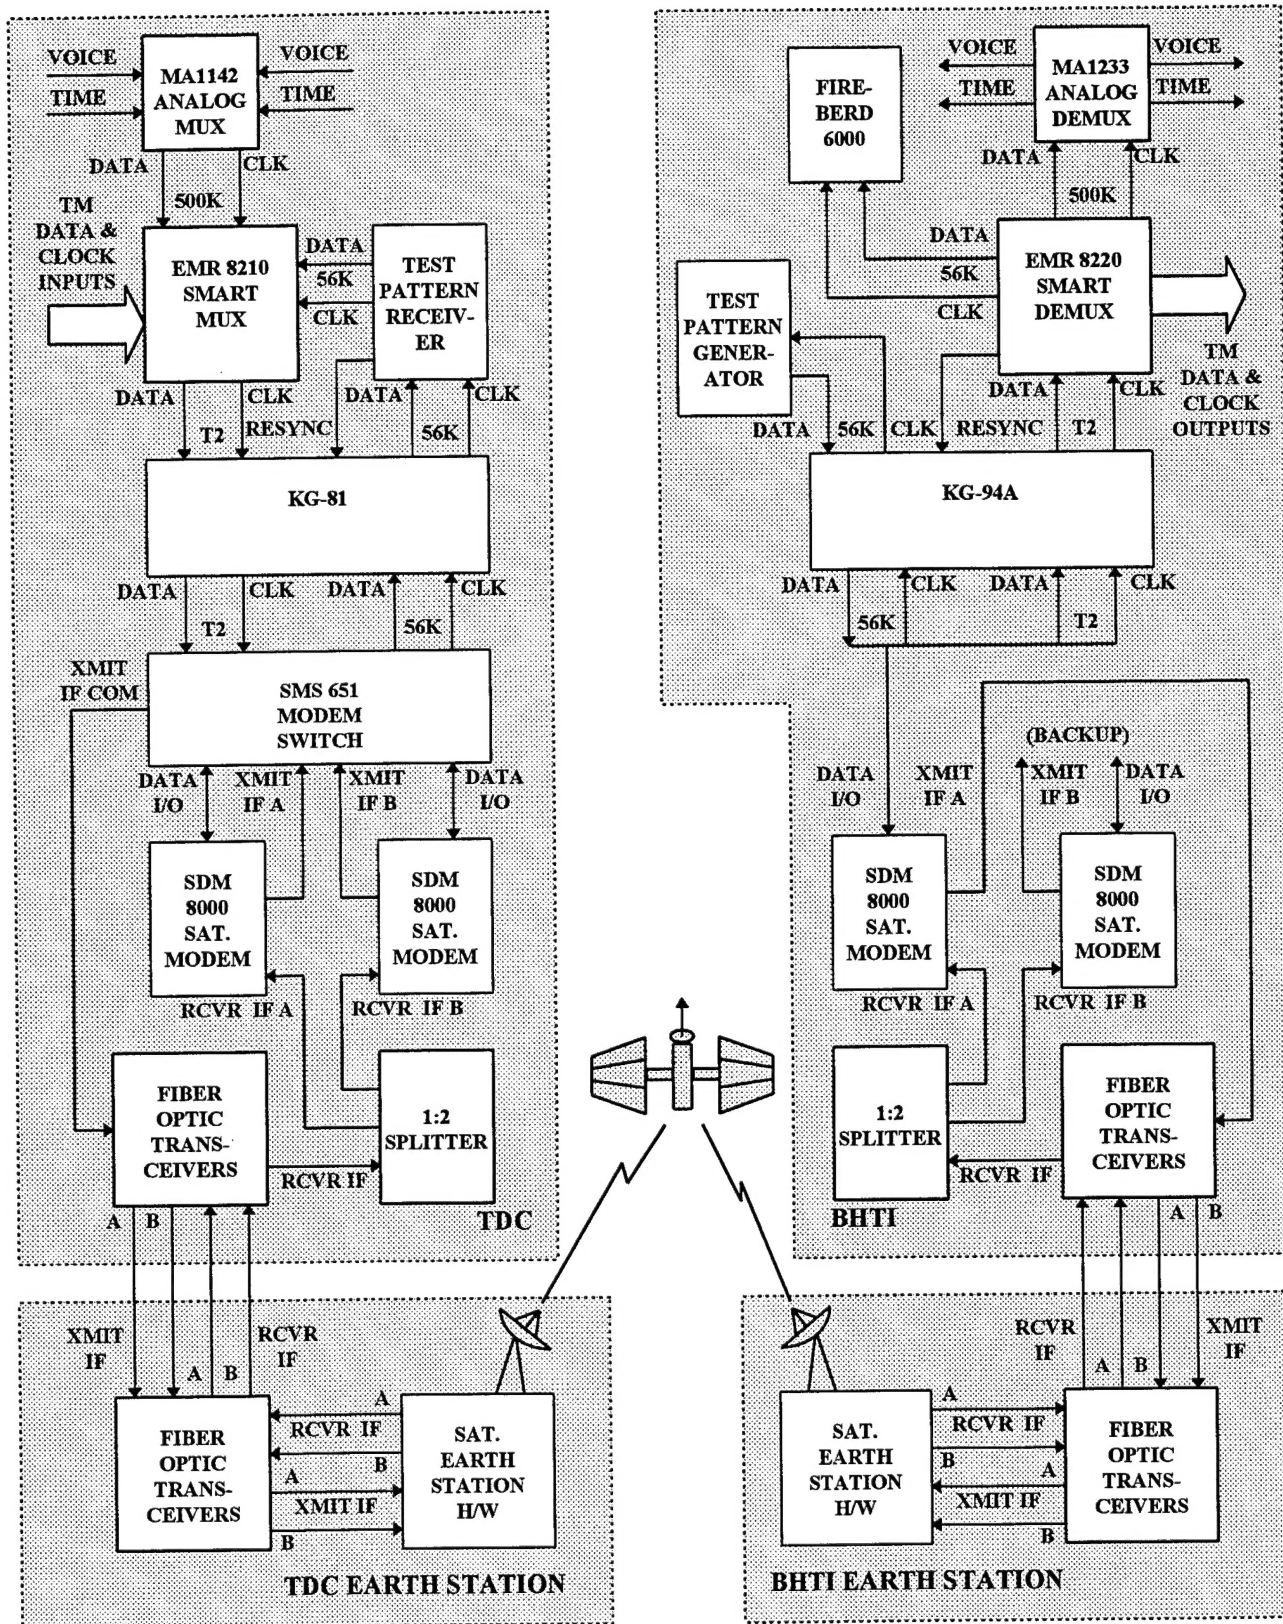 VOICE
TIME
MA1142
ANALOG
MUX
VOICE
TIME
DATA
CLK
500K
TM
DATA &
CLOCK
INPUTS
EMR 8210
SMART
MUX
DATA
56K
CLK
TEST
PATTERN
RECEIV-
ER
DATA
CLK
T2
RESYNC
DATA
CLK
56K
KG-81
DATA
CLK
DATA
CLK
T2
56K
XMIT
IF COM
SMS 651
MODEM
SWITCH
DATA
I/O
XMIT
IF A
XMIT
IF B
DATA
I/O
SDM
8000
SAT.
MODEM
SDM
8000
SAT.
MODEM
RCVR IF A
RCVR IF B
FIBER
OPTIC
TRANS-
CEIVERS
1:2
SPLITTER
RCVR IF
A
B
TDC
XMIT
IF
RCVR
IF
A
B
FIBER
OPTIC
TRANS-
CEIVERS
A
RCVR IF
B
A
XMIT IF
B
SAT.
EARTH
STATION
H/W
TDC EARTH STATION
FIRE-
BERD
6000
VOICE
TIME
MA1233
ANALOG
DEMUX
VOICE
TIME
DATA
CLK
500K
DATA
56K
CLK
EMR 8220
SMART
DEMUX
TM
DATA &
CLOCK
OUTPUTS
TEST
PATTERN
GENER-
ATOR
DATA
56K
CLK
RESYNC
DATA
T2
CLK
KG-94A
DATA
CLK
DATA
CLK
56K
T2
(BACKUP)
DATA
I/O
XMIT
IF A
XMIT
IF B
DATA
I/O
SDM
8000
SAT.
MODEM
SDM
8000
SAT.
MODEM
RCVR IF A
RCVR IF B
1:2
SPLITTER
FIBER
OPTIC
TRANS-
CEIVERS
RCVR IF
BHTI
A
B
RCVR
IF
XMIT
IF
A
B
SAT.
EARTH
STATION
H/W
A
RCVR IF
B
A
XMIT IF
B
FIBER
OPTIC
TRANS-
CEIVERS
BHTI EARTH STATION